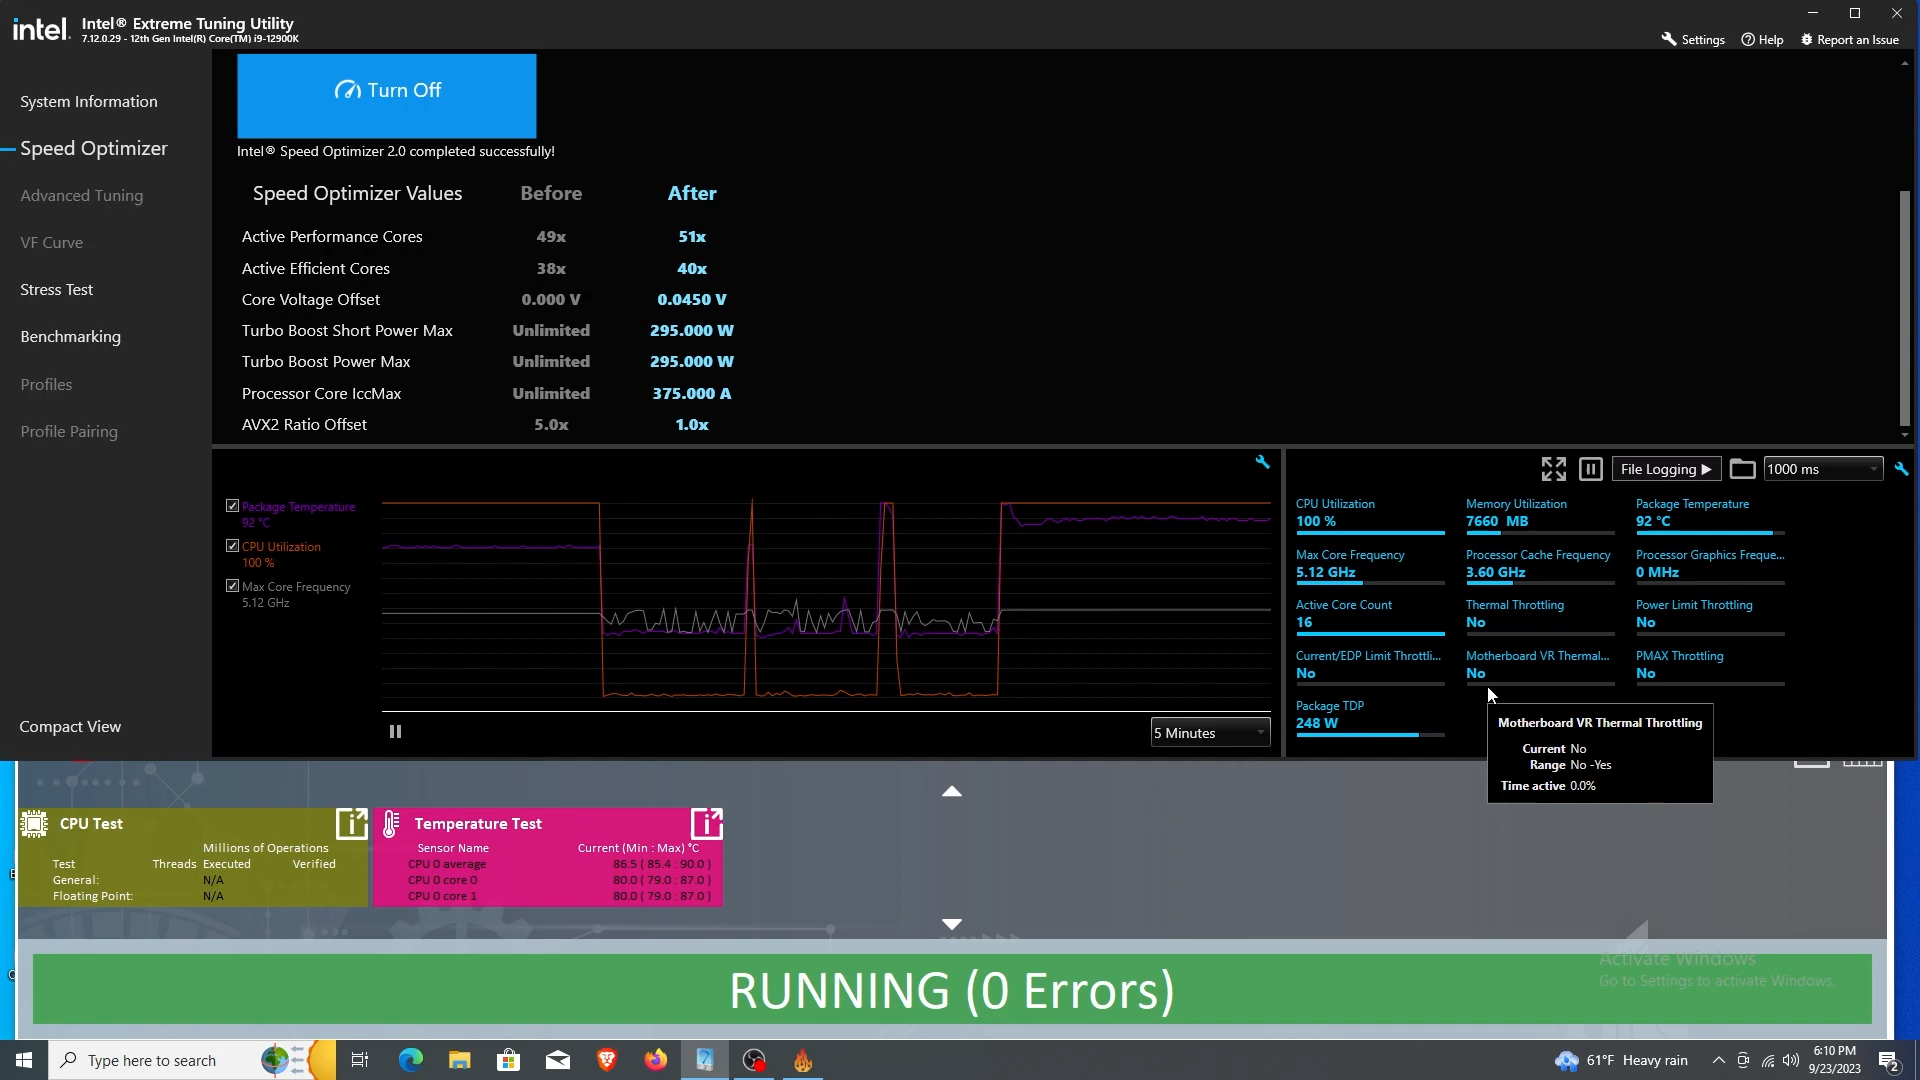 intel.
Intel® Extreme Tuning Utility
7.12.0.29 - 12th Gen Intel(R) Core(TM) i9-12900K
Settings
Help
Report an Issue
System Information
Speed Optimizer
Advanced Tuning
VF Curve
Stress Test
Benchmarking
Profiles
Profile Pairing
Compact View
Turn Off
Intel® Speed Optimizer 2.0 completed successfully!
Speed Optimizer Values Before After
Active Performance Cores 49x 51x
Active Efficient Cores 38x 40x
Core Voltage Offset 0.000 V 0.0450 V
Turbo Boost Short Power Max Unlimited 295.000 W
Turbo Boost Power Max Unlimited 295.000 W
Processor Core IccMax Unlimited 375.000 A
AVX2 Ratio Offset 5.0x 1.0x
Package Temperature
92 °C
CPU Utilization
100 %
Max Core Frequency
5.12 GHz
5 Minutes
File Logging
1000 ms
CPU Utilization Memory Utilization Package Temperature
100 % 7660 MB 92 °C
Max Core Frequency Processor Cache Frequency Processor Graphics Freque...
5.12 GHz 3.60 GHz 0 MHz
Active Core Count Thermal Throttling Power Limit Throttling
16 No No
Current/EDP Limit Throttli... Motherboard VR Thermal... PMAX Throttling
No No No
Package TDP
248 W
Motherboard VR Thermal Throttling
Current No
Range No -Yes
Time active 0.0%
CPU Test
Millions of Operations
Test Threads Executed Verified
General: N/A
Floating Point: N/A
Temperature Test
Sensor Name Current (Min : Max) °C
CPU 0 average 86.5 ( 85.4 : 90.0 )
CPU 0 core 0 80.0 ( 79.0 : 87.0 )
CPU 0 core 1 80.0 ( 79.0 : 87.0 )
Activate Windows
Go to Settings to activate Windows.
RUNNING (0 Errors)
Type here to search
61°F Heavy rain
6:10 PM
9/23/2023
2